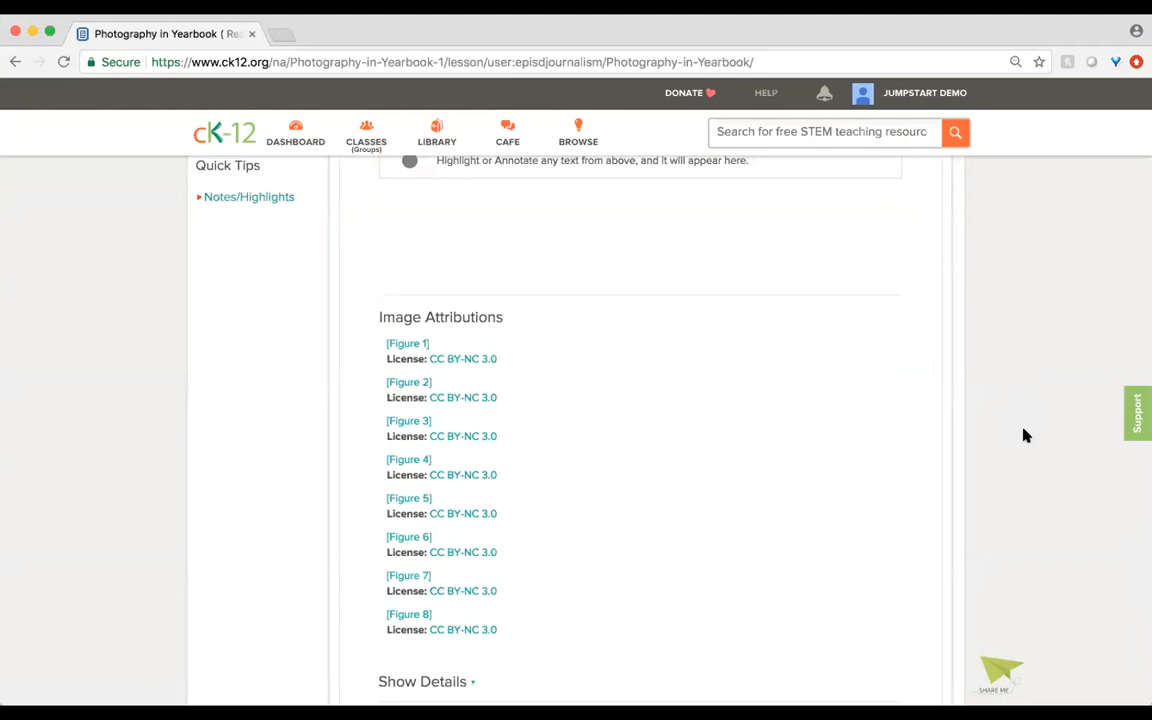 Photography in Yearbook ( Re
Secure https://www.ck12.org/na/Photography-in-Yearbook-1/lesson/user:episdjournalism/Photography-in-Yearbook/
DONATE HELP JUMPSTART DEMO
cK-12 DASHBOARD CLASSES (Groups) LIBRARY CAFE BROWSE Search for free STEM teaching resourc
Quick Tips
Highlight or Annotate any text from above, and it will appear here.
Notes/Highlights
Image Attributions
[Figure 1]
License: CC BY-NC 3.0
[Figure 2]
License: CC BY-NC 3.0
[Figure 3]
License: CC BY-NC 3.0
[Figure 4]
License: CC BY-NC 3.0
[Figure 5]
License: CC BY-NC 3.0
[Figure 6]
License: CC BY-NC 3.0
[Figure 7]
License: CC BY-NC 3.0
[Figure 8]
License: CC BY-NC 3.0
Show Details
Support
SHARE ME